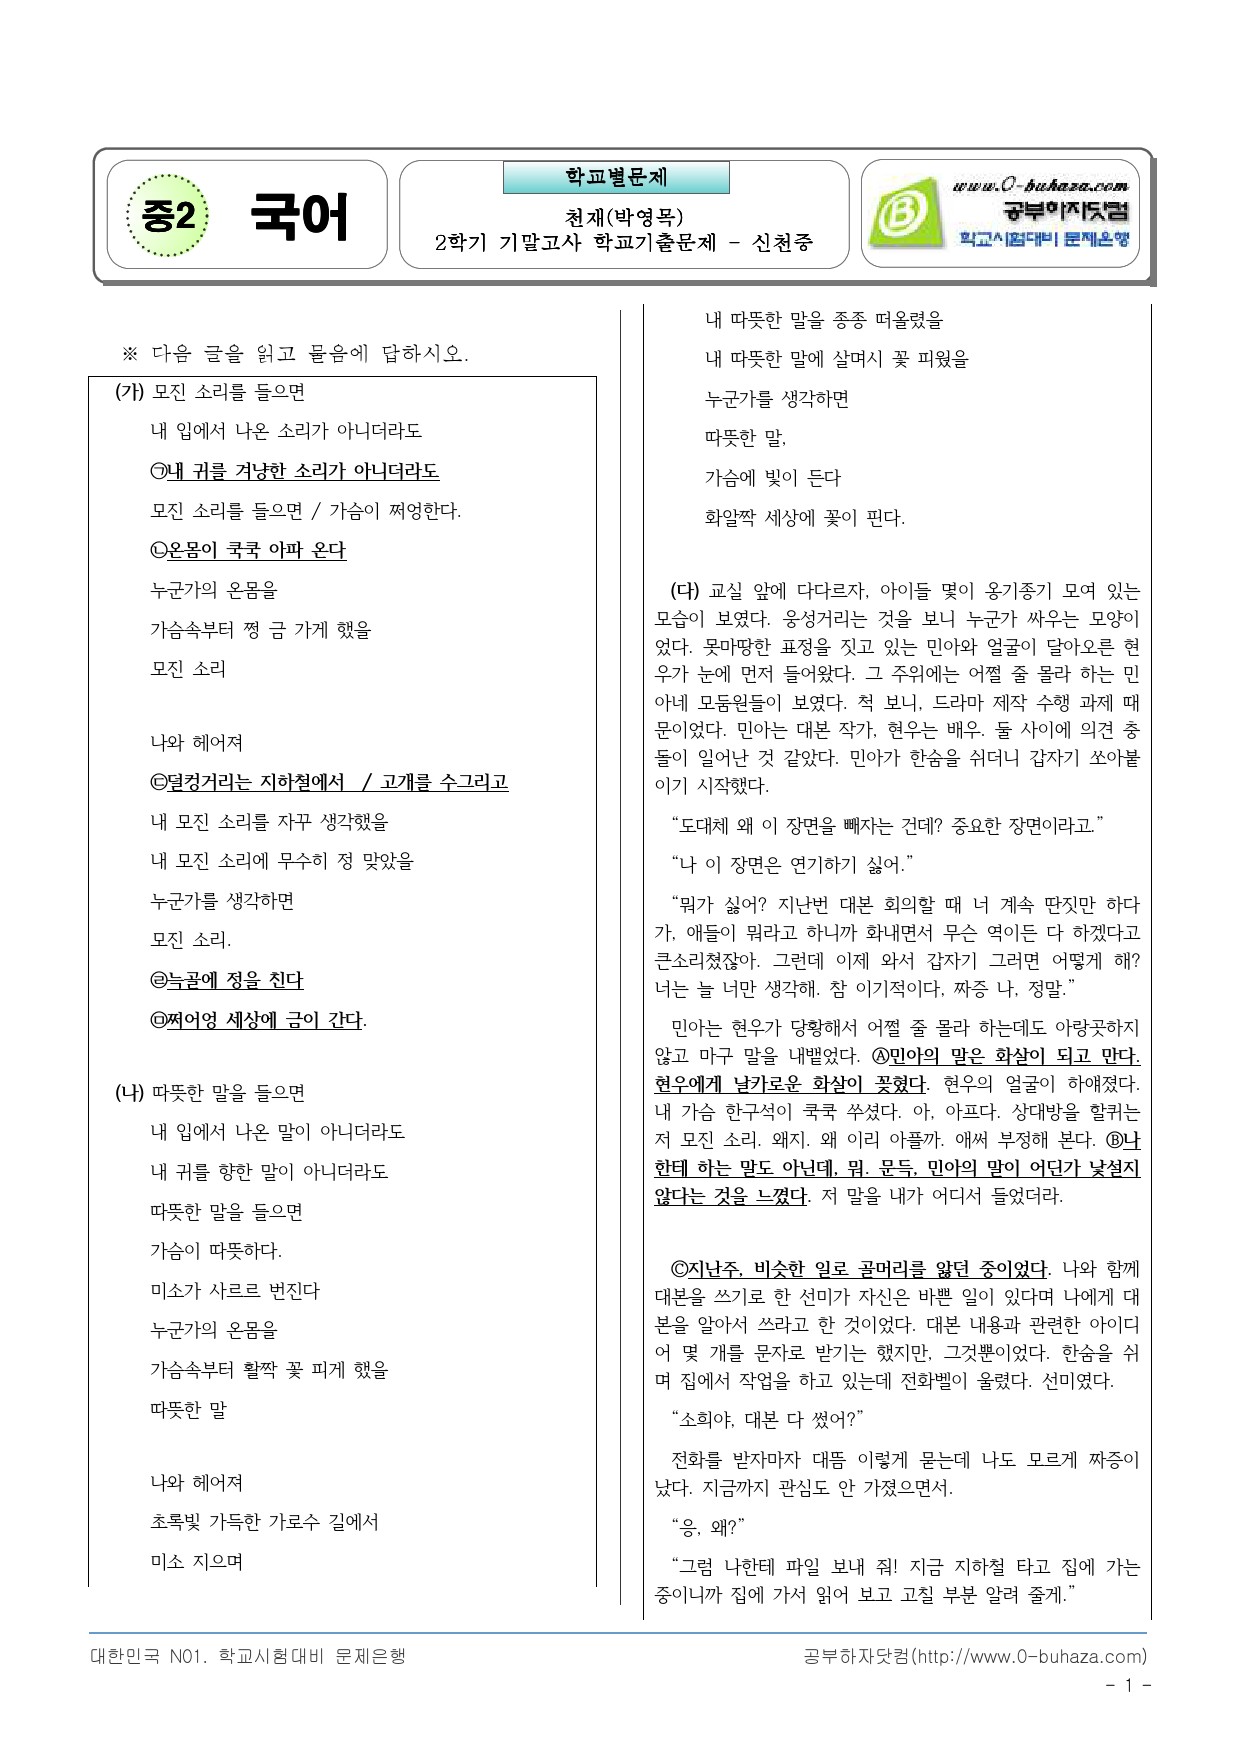 중2 국어
학교별문제
천재(박영목)
2학기 기말고사 학교기출문제 - 신천중
www.0-buhaza.com
공부하자닷컴
학교시험대비 문제은행
※ 다음 글을 읽고 물음에 답하시오.
(가) 모진 소리를 들으면
내 입에서 나온 소리가 아니더라도
㉠내 귀를 겨냥한 소리가 아니더라도
모진 소리를 들으면 / 가슴이 쩌엉한다.
㉡온몸이 쿡쿡 아파 온다
누군가의 온몸을
가슴속부터 쩡 금 가게 했을
모진 소리
나와 헤어져
㉢덜컹거리는 지하철에서 / 고개를 수그리고
내 모진 소리를 자꾸 생각했을
내 모진 소리에 무수히 정 맞았을
누군가를 생각하면
모진 소리.
㉣늑골에 정을 친다
㉤쩌어엉 세상에 금이 간다.
(나) 따뜻한 말을 들으면
내 입에서 나온 말이 아니더라도
내 귀를 향한 말이 아니더라도
따뜻한 말을 들으면
가슴이 따뜻하다.
미소가 사르르 번진다
누군가의 온몸을
가슴속부터 활짝 꽃 피게 했을
따뜻한 말
나와 헤어져
초록빛 가득한 가로수 길에서
미소 지으며
내 따뜻한 말을 종종 떠올렸을
내 따뜻한 말에 살며시 꽃 피웠을
누군가를 생각하면
따뜻한 말,
가슴에 빛이 든다
화알짝 세상에 꽃이 핀다.
(다) 교실 앞에 다다르자, 아이들 몇이 옹기종기 모여 있는
모습이 보였다. 웅성거리는 것을 보니 누군가 싸우는 모양이
었다. 못마땅한 표정을 짓고 있는 민아와 얼굴이 달아오른 현
우가 눈에 먼저 들어왔다. 그 주위에는 어쩔 줄 몰라 하는 민
아네 모둠원들이 보였다. 척 보니, 드라마 제작 수행 과제 때
문이었다. 민아는 대본 작가, 현우는 배우. 둘 사이에 의견 충
돌이 일어난 것 같았다. 민아가 한숨을 쉬더니 갑자기 쏘아붙
이기 시작했다.
“도대체 왜 이 장면을 빼자는 건데? 중요한 장면이라고.”
“나 이 장면은 연기하기 싫어.”
“뭐가 싫어? 지난번 대본 회의할 때 너 계속 딴짓만 하다
가, 애들이 뭐라고 하니까 화내면서 무슨 역이든 다 하겠다고
큰소리쳤잖아. 그런데 이제 와서 갑자기 그러면 어떻게 해?
너는 늘 너만 생각해. 참 이기적이다, 짜증 나, 정말.”
민아는 현우가 당황해서 어쩔 줄 몰라 하는데도 아랑곳하지
않고 마구 말을 내뱉었다. Ⓐ민아의 말은 화살이 되고 만다.
현우에게 날카로운 화살이 꽂혔다. 현우의 얼굴이 하얘졌다.
내 가슴 한구석이 쿡쿡 쑤셨다. 아, 아프다. 상대방을 할퀴는
저 모진 소리. 왜지. 왜 이리 아플까. 애써 부정해 본다. Ⓑ나
한테 하는 말도 아닌데, 뭐. 문득, 민아의 말이 어딘가 낯설지
않다는 것을 느꼈다. 저 말을 내가 어디서 들었더라.
Ⓒ지난주, 비슷한 일로 골머리를 앓던 중이었다. 나와 함께
대본을 쓰기로 한 선미가 자신은 바쁜 일이 있다며 나에게 대
본을 알아서 쓰라고 한 것이었다. 대본 내용과 관련한 아이디
어 몇 개를 문자로 받기는 했지만, 그것뿐이었다. 한숨을 쉬
며 집에서 작업을 하고 있는데 전화벨이 울렸다. 선미였다.
“소희야, 대본 다 썼어?”
전화를 받자마자 대뜸 이렇게 묻는데 나도 모르게 짜증이
났다. 지금까지 관심도 안 가졌으면서.
“응, 왜?”
“그럼 나한테 파일 보내 줘! 지금 지하철 타고 집에 가는
중이니까 집에 가서 읽어 보고 고칠 부분 알려 줄게.”
대한민국 N01. 학교시험대비 문제은행
공부하자닷컴(http://www.0-buhaza.com)
- 1 -